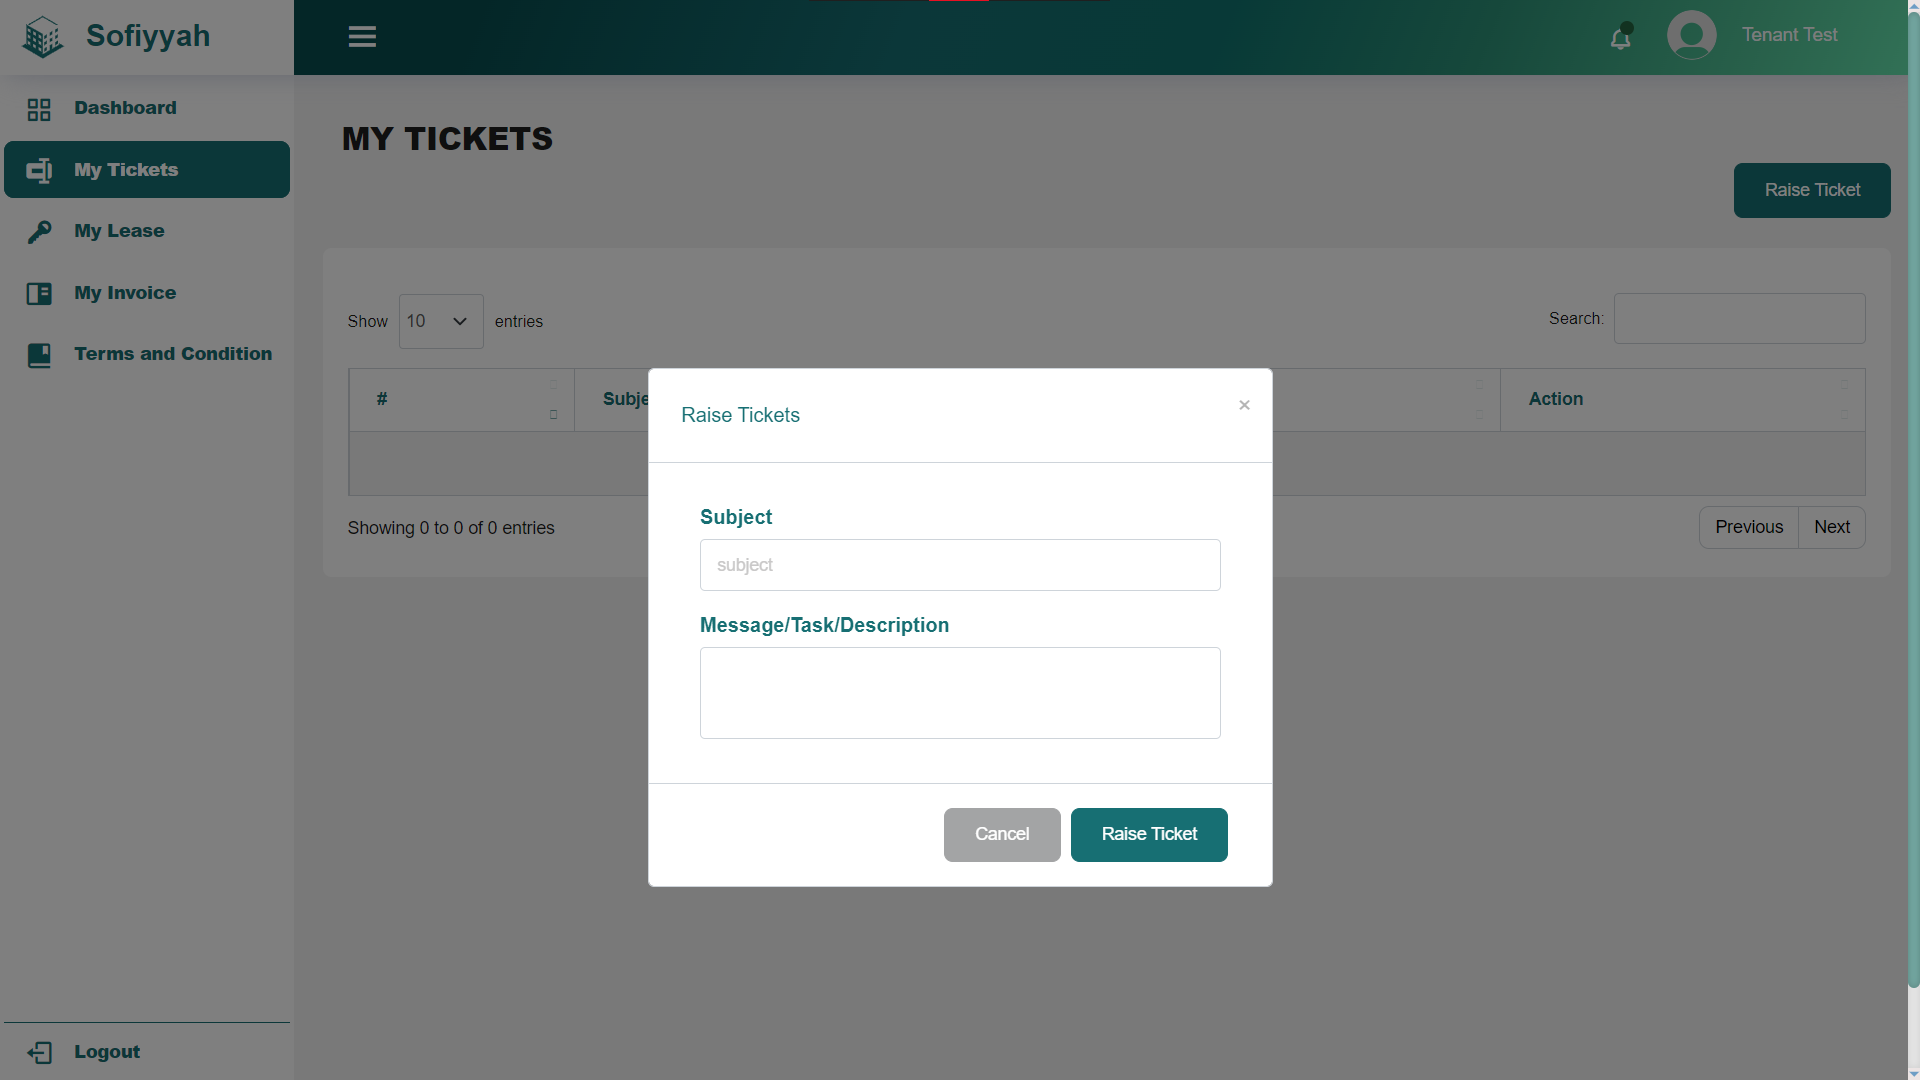 Sofiyyah
Tenant Test
Dashboard
My Tickets
My Lease
My Invoice
Terms and Condition
Logout
MY TICKETS
Raise Ticket
Show 10 entries
Search:
# Subje Action
Showing 0 to 0 of 0 entries
Previous Next
Raise Tickets
×
Subject
subject
Message/Task/Description
Cancel Raise Ticket